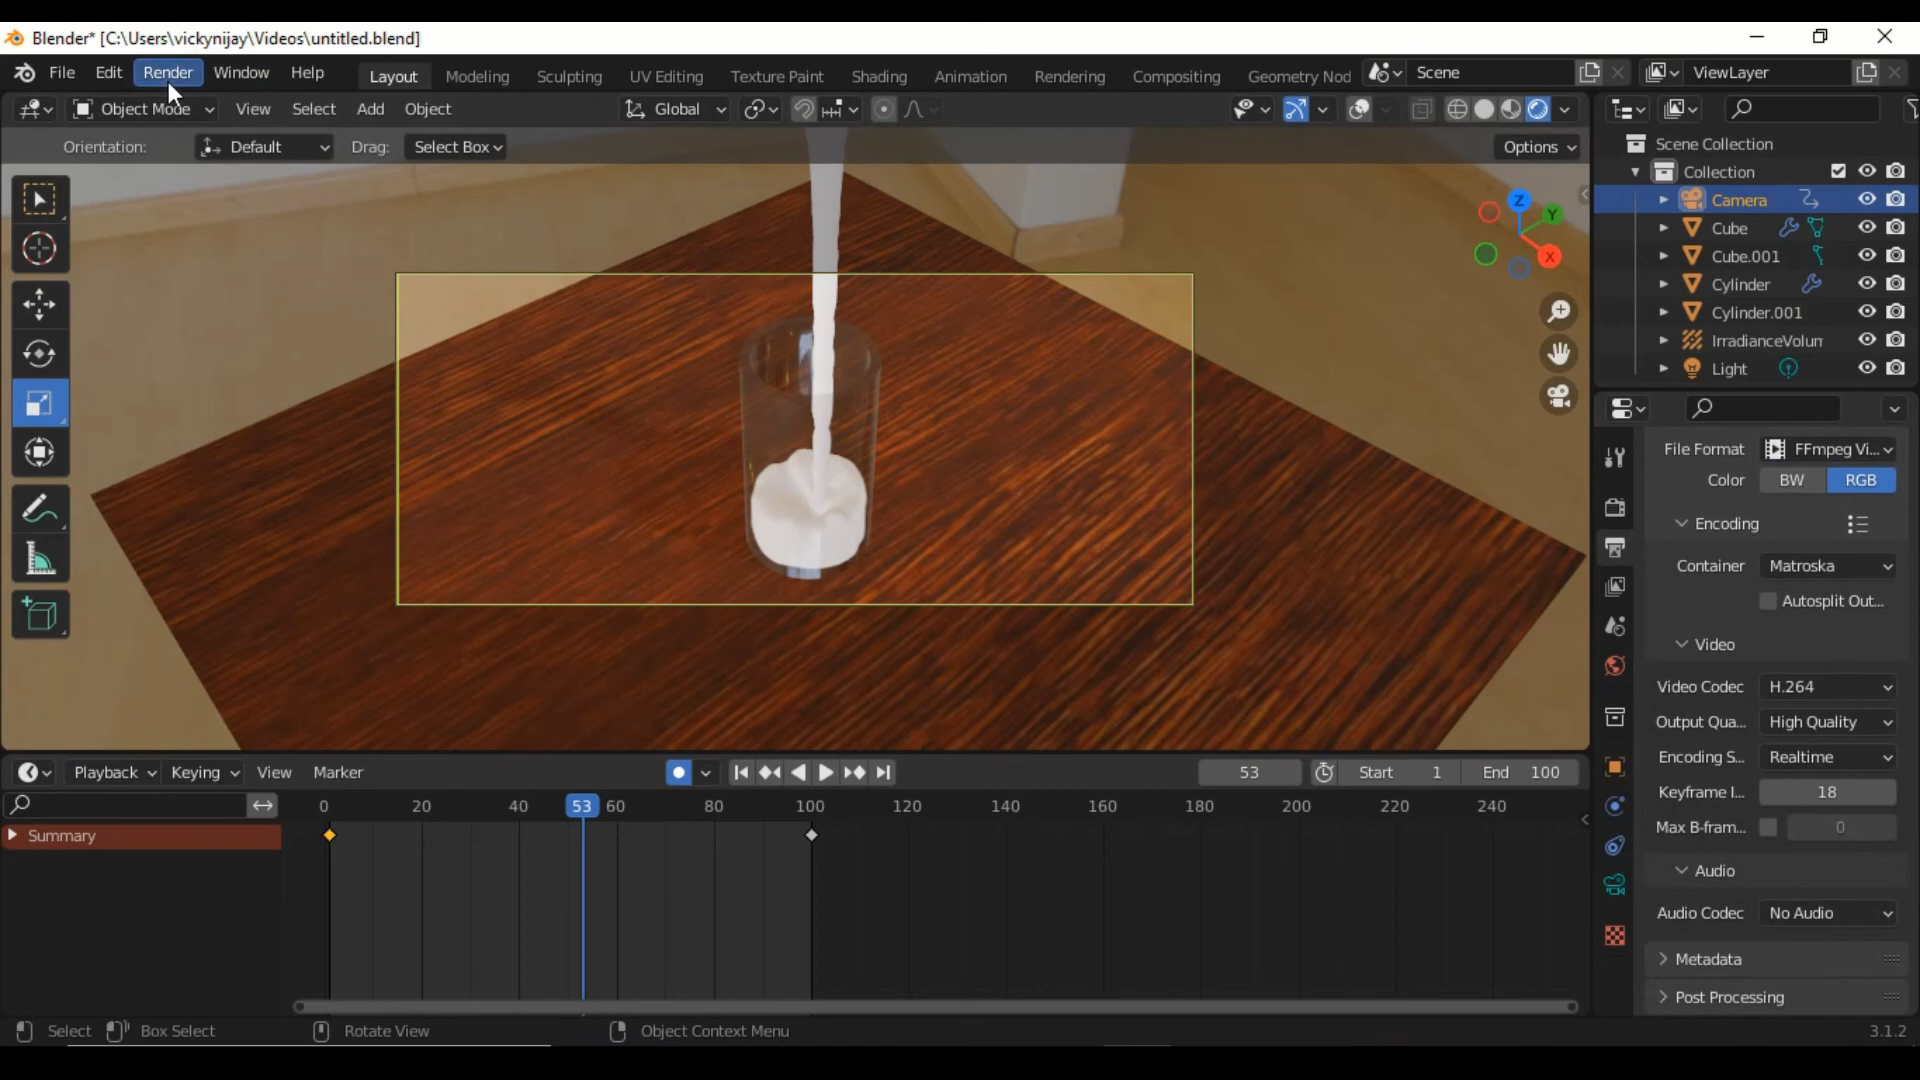 Blender* [C:\Users\vickynijay\Videos\untitled.blend]
File Edit Render Window Help Layout Modeling Sculpting UV Editing Texture Paint Shading Animation Rendering Compositing Geometry Nod Scene ViewLayer
Object Mode View Select Add Object Global
Orientation: Default Drag: Select Box Options
Scene Collection
Collection
Camera
Cube
Cube.001
Cylinder
Cylinder.001
IrradianceVolum
Light
Z
Y
X
File Format FFmpeg Vi...
Color BW RGB
Encoding
Container Matroska
Autosplit Out...
Video
Video Codec H.264
Output Qua... High Quality
Encoding S... Realtime
Keyframe I... 18
Max B-fram... 0
Audio
Audio Codec No Audio
Metadata
Post Processing
Playback Keying View Marker 53 Start 1 End 100
0 20 40 53 60 80 100 120 140 160 180 200 220 240
Summary
Select Box Select Rotate View Object Context Menu 3.1.2